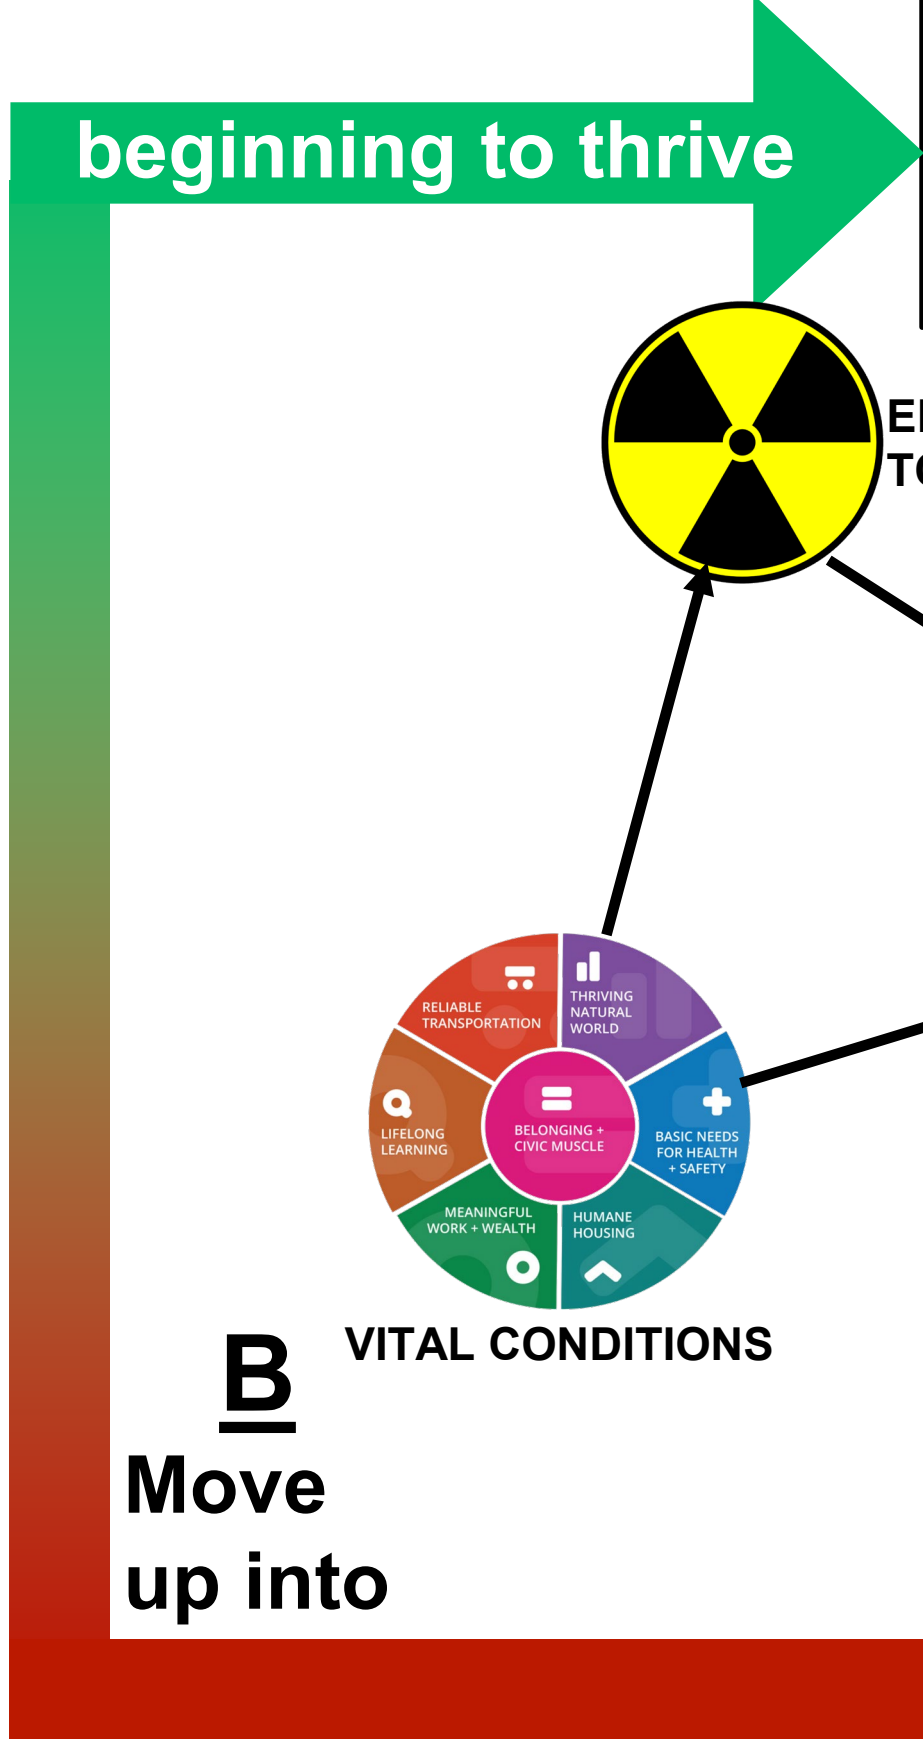 beginning to thrive
RELIABLE
TRANSPORTATION
THRIVING
NATURAL
WORLD
LIFELONG
LEARNING
BELONGING +
CIVIC MUSCLE
BASIC NEEDS
FOR HEALTH
+ SAFETY
MEANINGFUL
WORK + WEALTH
HUMANE
HOUSING
VITAL CONDITIONS
B
Move
up into